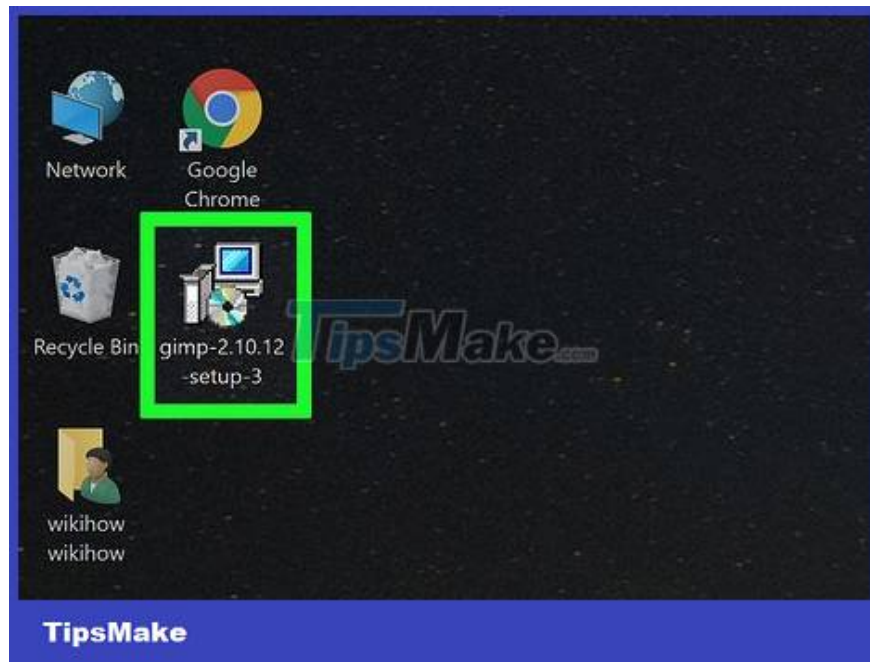 Network
Google
Chrome
Recycle Bin
gimp-2.10.12
-setup-3
TipsMake.com
wikihow
wikihow
TipsMake